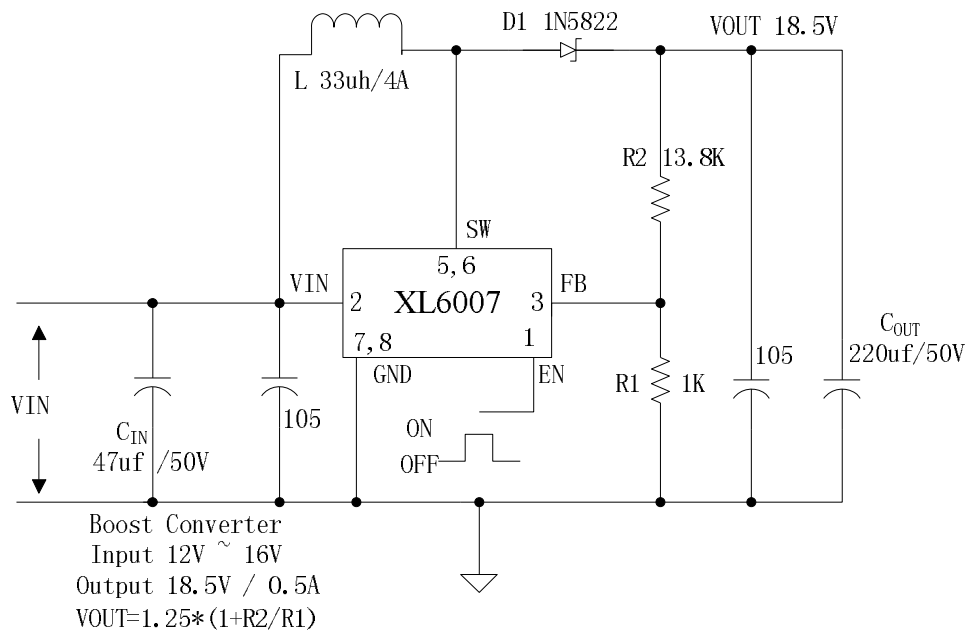 D1 1N5822
VOUT 18.5V
L 33uh/4A
R2 13.8K
SW
5,6
VIN
2
XL6007
3
FB
7,8
1
GND
EN
R1
1K
105
COUT
220uf/50V
VIN
CIN
47uf/50V
105
ON
OFF
Boost Converter
Input 12V ~ 16V
Output 18.5V / 0.5A
VOUT=1.25*(1+R2/R1)